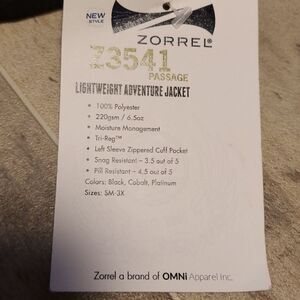 NEW
STYLE
ZORREL®
Z3541
PASSAGE
LIGHTWEIGHT ADVENTURE JACKET
• 100% Polyester
• 220gsm / 6.5oz
• Moisture Management
• Tri-Reg™
• Left Sleeve Zippered Cuff Pocket
• Snag Resistant – 3.5 out of 5
• Pill Resistant – 4.5 out of 5
Colors: Black, Cobalt, Platinum
Sizes: SM-3X
Zorrel a brand of OMNi Apparel Inc.